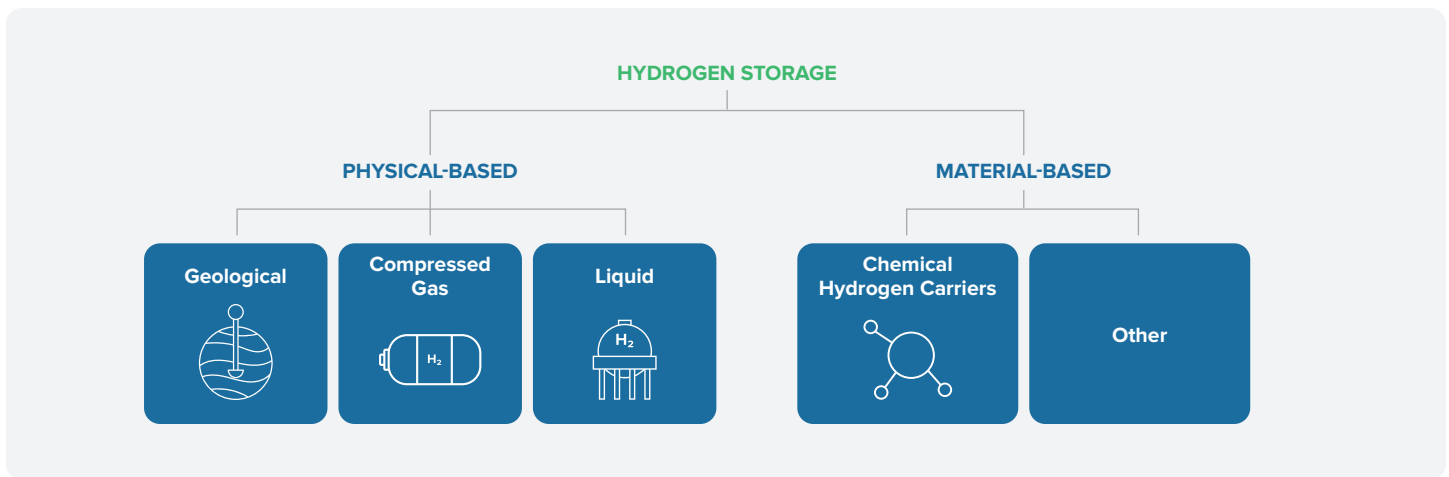 HYDROGEN STORAGE
PHYSICAL-BASED
MATERIAL-BASED
Geological
Compressed
Gas
H₂
Liquid
H₂
Chemical
Hydrogen Carriers
Other